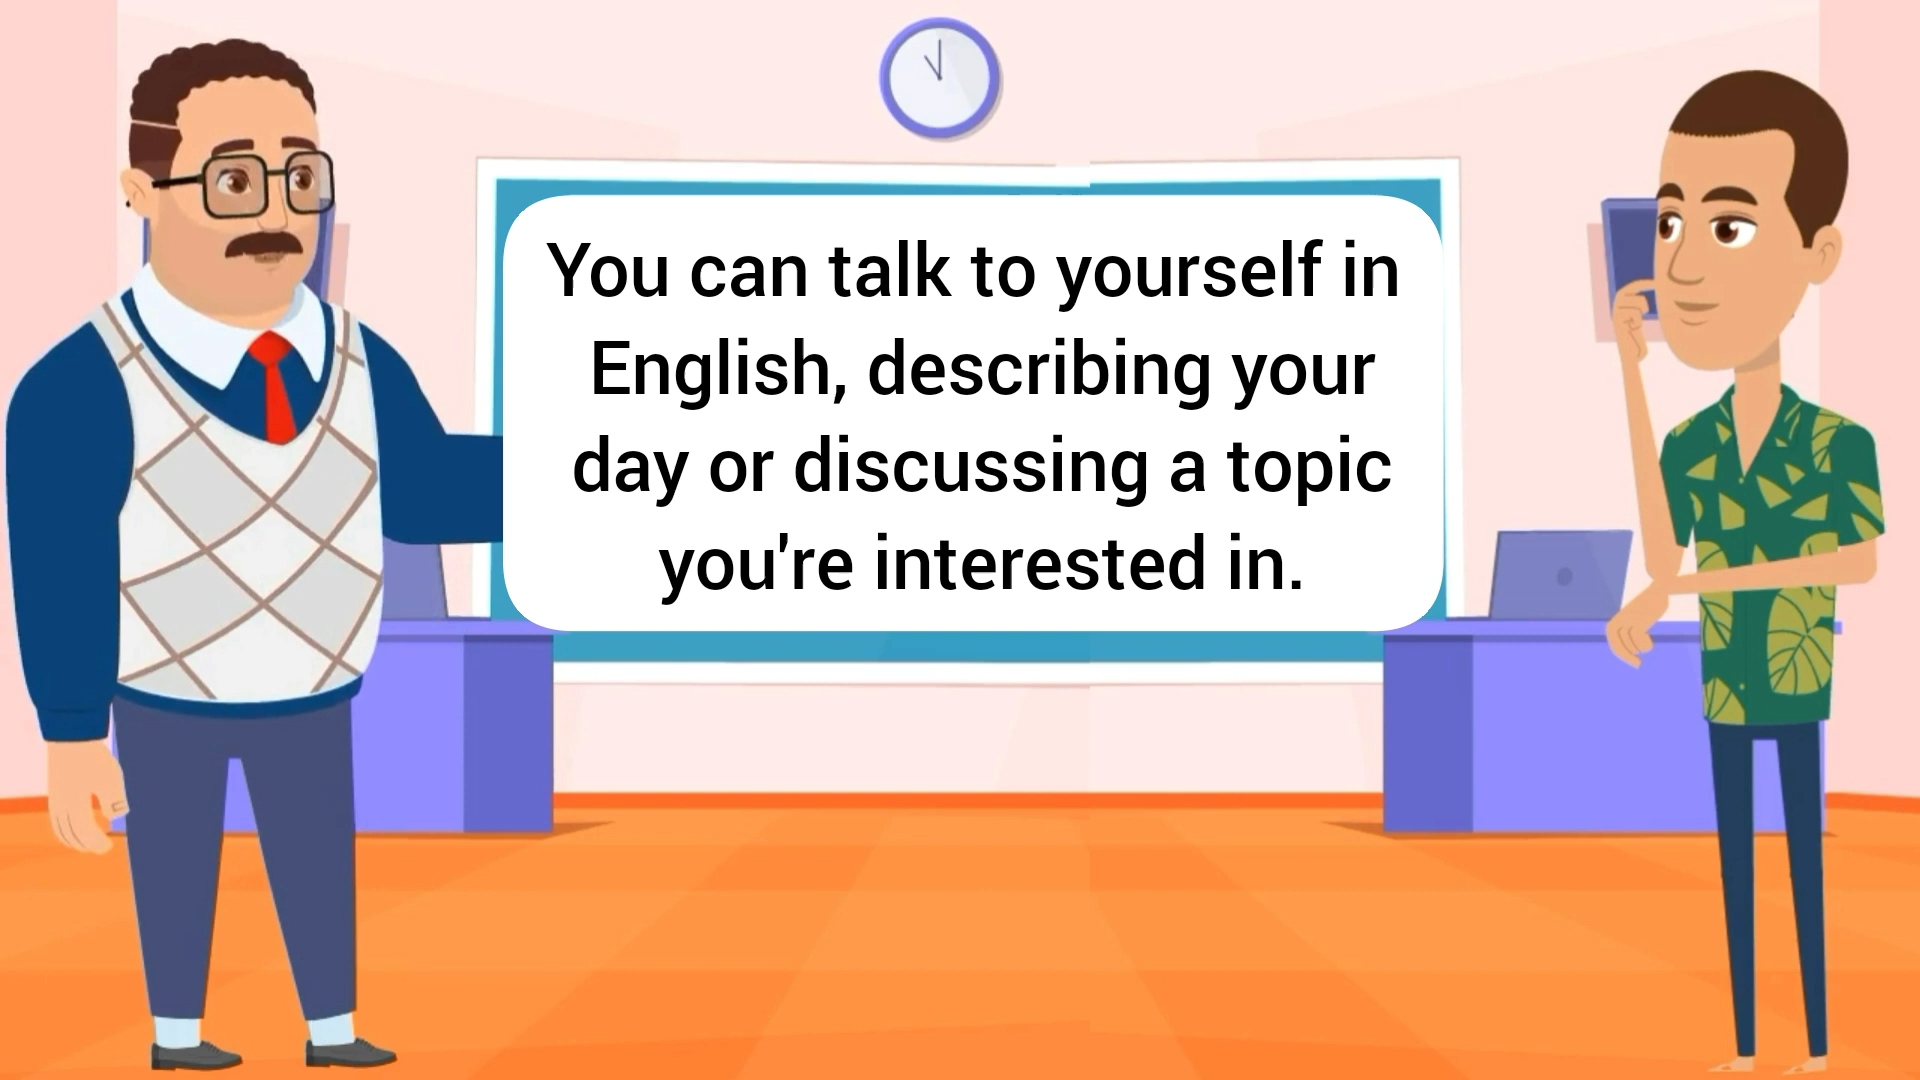 You can talk to yourself in
English, describing your
day or discussing a topic
you're interested in.